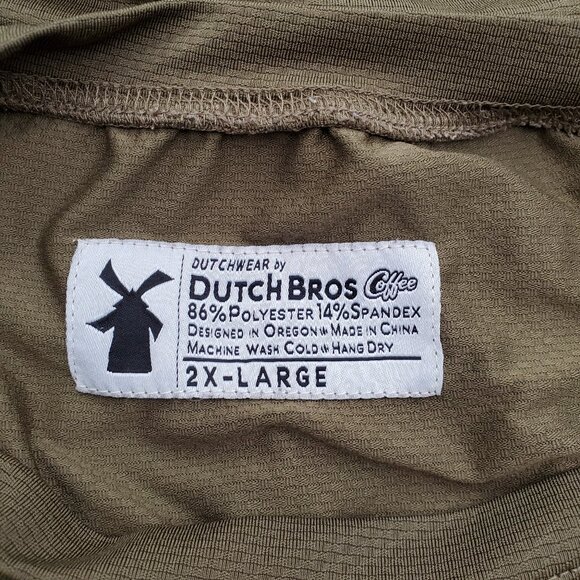 DUTCHWEAR by
DUTCH BROS Coffee
86% POLYESTER 14% SPANDEX
DESIGNED IN OREGON MADE IN CHINA
MACHINE WASH COLD HANG DRY
2X-LARGE